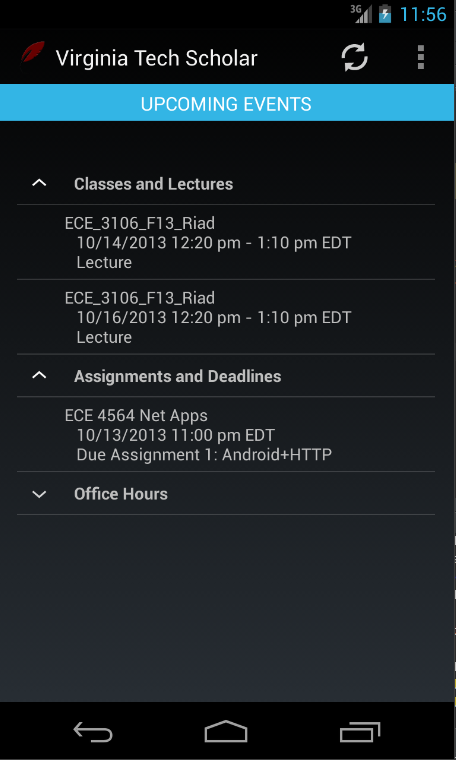 3G 11:56
Virginia Tech Scholar
UPCOMING EVENTS
Classes and Lectures
ECE_3106_F13_Riad
10/14/2013 12:20 pm - 1:10 pm EDT
Lecture
ECE_3106_F13_Riad
10/16/2013 12:20 pm - 1:10 pm EDT
Lecture
Assignments and Deadlines
ECE 4564 Net Apps
10/13/2013 11:00 pm EDT
Due Assignment 1: Android+HTTP
Office Hours